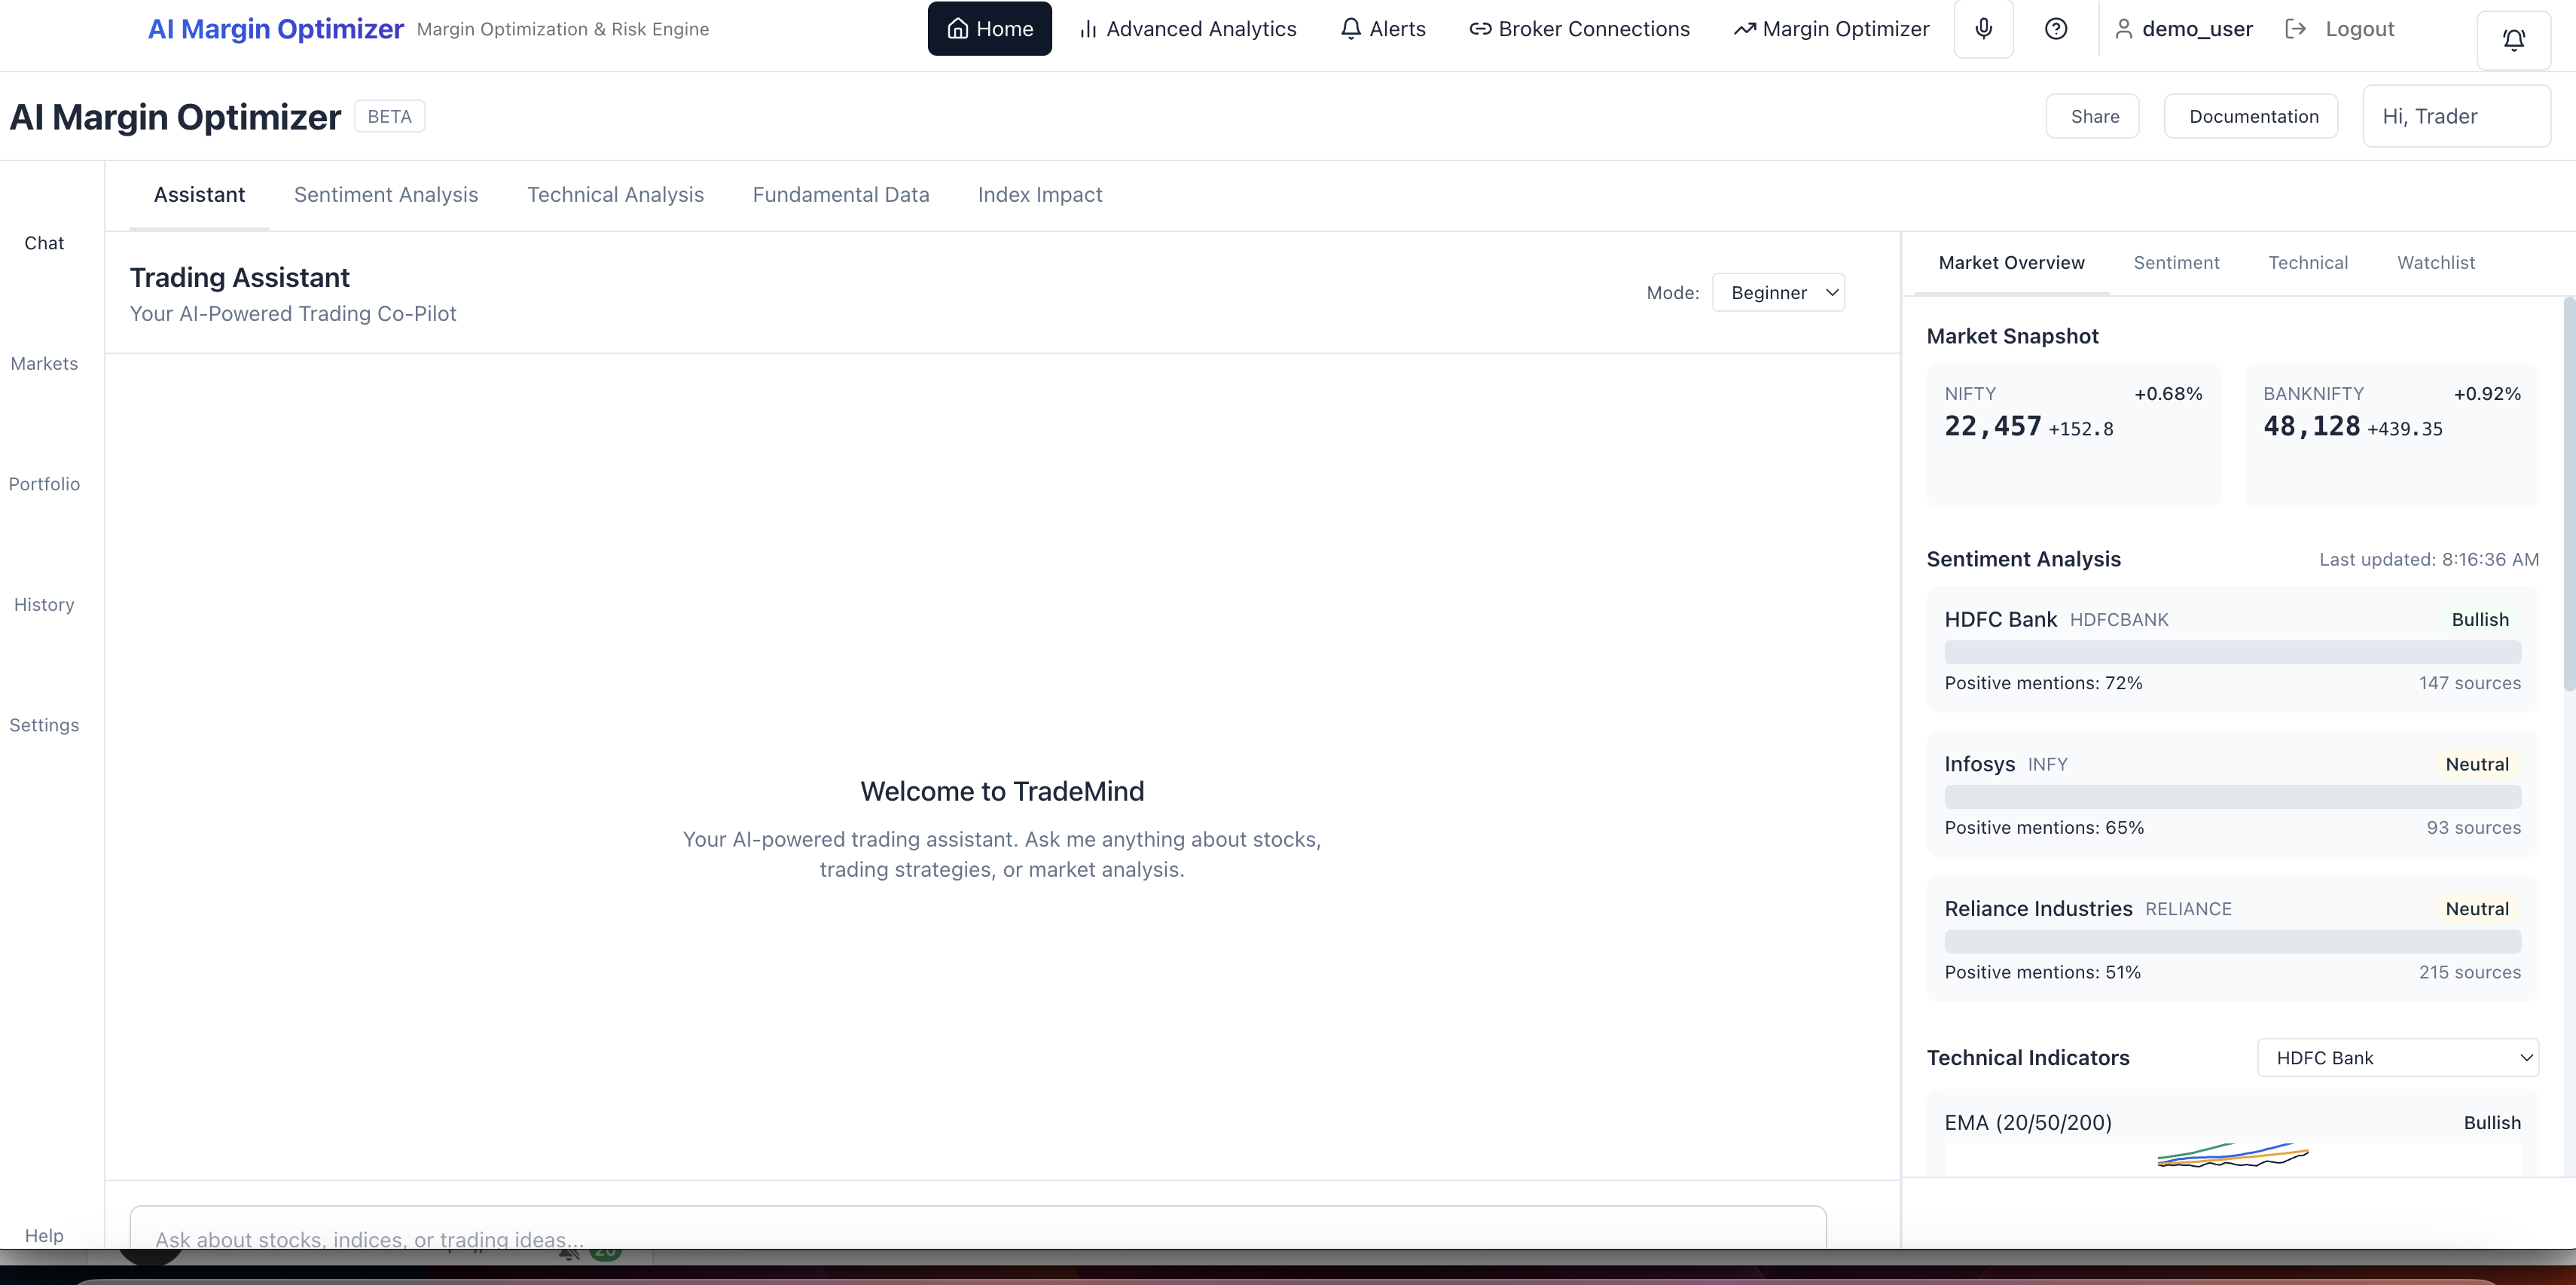 AI Margin Optimizer Margin Optimization & Risk Engine Home Advanced Analytics Alerts Broker Connections Margin Optimizer demo_user Logout
AI Margin Optimizer BETA Share Documentation Hi, Trader
Assistant Sentiment Analysis Technical Analysis Fundamental Data Index Impact
Chat
Markets
Portfolio
History
Settings
Help
Trading Assistant
Your AI-Powered Trading Co-Pilot
Mode: Beginner
Welcome to TradeMind
Your AI-powered trading assistant. Ask me anything about stocks,
trading strategies, or market analysis.
Ask about stocks, indices, or trading ideas...
20
Market Overview Sentiment Technical Watchlist
Market Snapshot
NIFTY +0.68%
22,457 +152.8
BANKNIFTY +0.92%
48,128 +439.35
Sentiment Analysis Last updated: 8:16:36 AM
HDFC Bank HDFCBANK Bullish
Positive mentions: 72% 147 sources
Infosys INFY Neutral
Positive mentions: 65% 93 sources
Reliance Industries RELIANCE Neutral
Positive mentions: 51% 215 sources
Technical Indicators HDFC Bank
EMA (20/50/200) Bullish